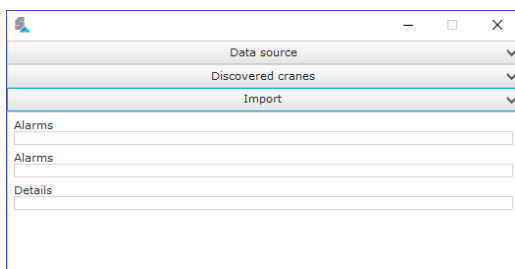 Data source
Discovered cranes
Import
Alarms
Alarms
Details